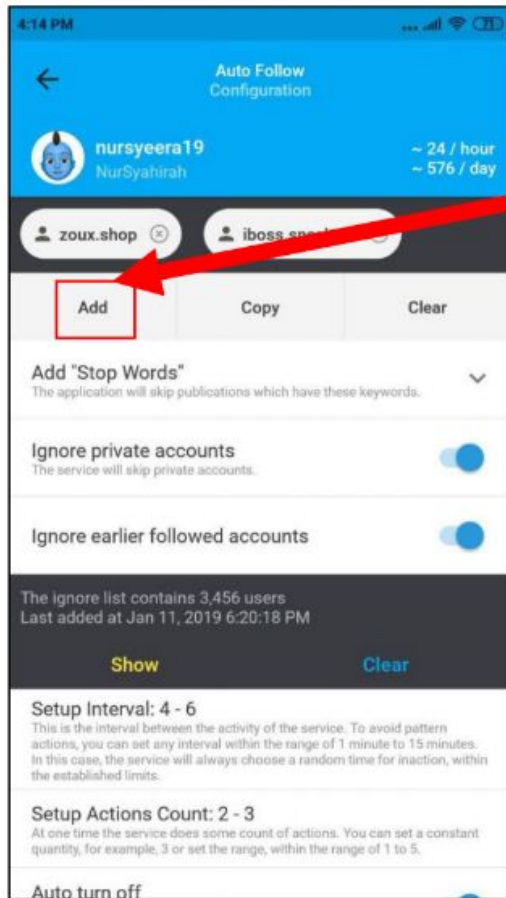 4:14 PM
71
Auto Follow
Configuration
nursyeera19
NurSyahirah
~ 24 / hour
~ 576 / day
zoux.shop
Add
Copy
Clear
Add "Stop Words"
The application will skip publications which have these keywords.
Ignore private accounts
The service will skip private accounts.
Ignore earlier followed accounts
The ignore list contains 3,456 users
Last added at Jan 11, 2019 6:20:18 PM
Show
Clear
Setup Interval: 4 - 6
This is the interval between the activity of the service. To avoid pattern
actions, you can set any interval within the range of 1 minute to 15 minutes.
In this case, the service will always choose a random time for inaction, within
the established limits.
Setup Actions Count: 2 - 3
At one time the service does some count of actions. You can set a constant
quantity, for example, 3 or set the range, within the range of 1 to 5.
Auto turn off